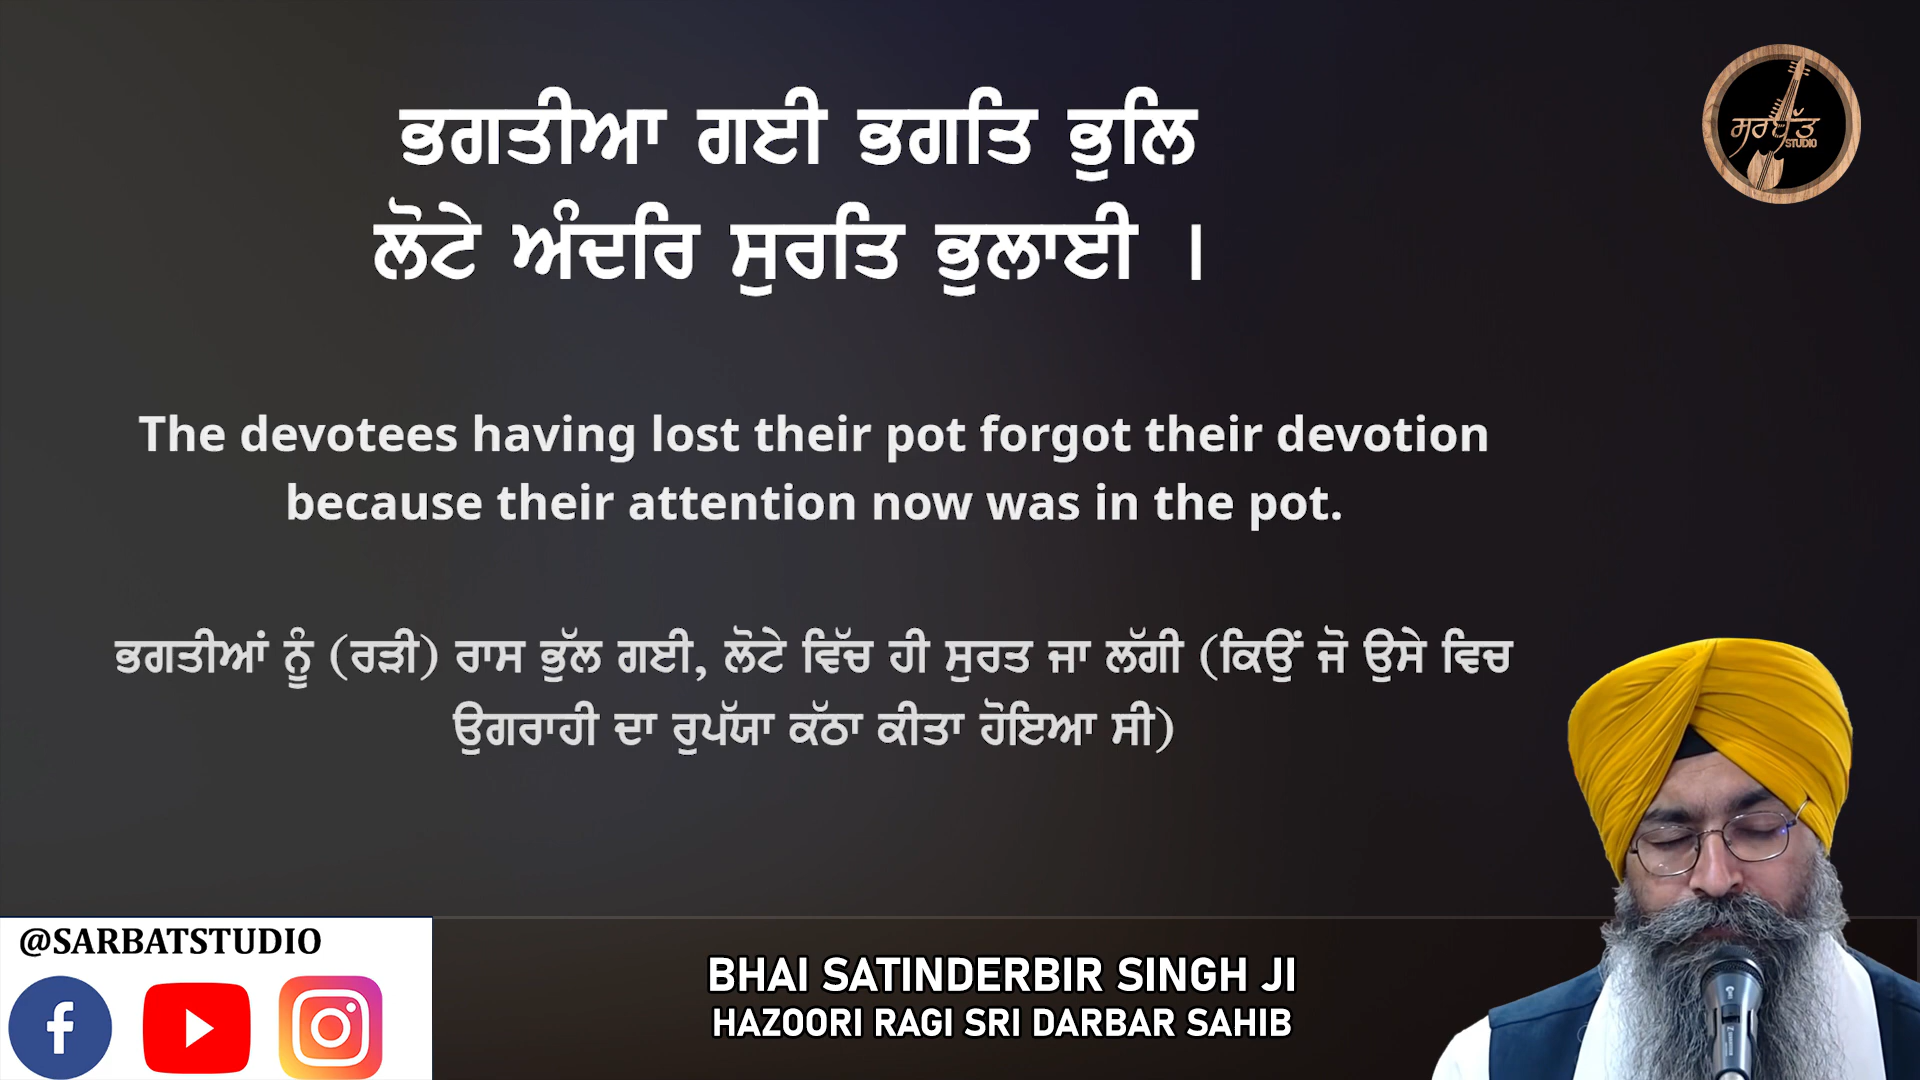 ਸਰਬੱਤ
STUDIO
ਭਗਤੀਆ ਗਈ ਭਗਤਿ ਭੁਲਿ
ਲੋਟੇ ਅੰਦਰਿ ਸੁਰਤਿ ਭੁਲਾਈ ।
The devotees having lost their pot forgot their devotion
because their attention now was in the pot.
ਭਗਤੀਆਂ ਨੂੰ (ਰੜੀ) ਰਾਸ ਭੁੱਲ ਗਈ, ਲੋਟੇ ਵਿੱਚ ਹੀ ਸੁਰਤ ਜਾ ਲੱਗੀ (ਕਿਉਂ ਜੋ ਉਸੇ ਵਿਚ
ਉਗਰਾਹੀ ਦਾ ਰੁਪੱਯਾ ਕੱਠਾ ਕੀਤਾ ਹੋਇਆ ਸੀ)
@SARBATSTUDIO
BHAI SATINDERBIR SINGH JI
HAZOORI RAGI SRI DARBAR SAHIB